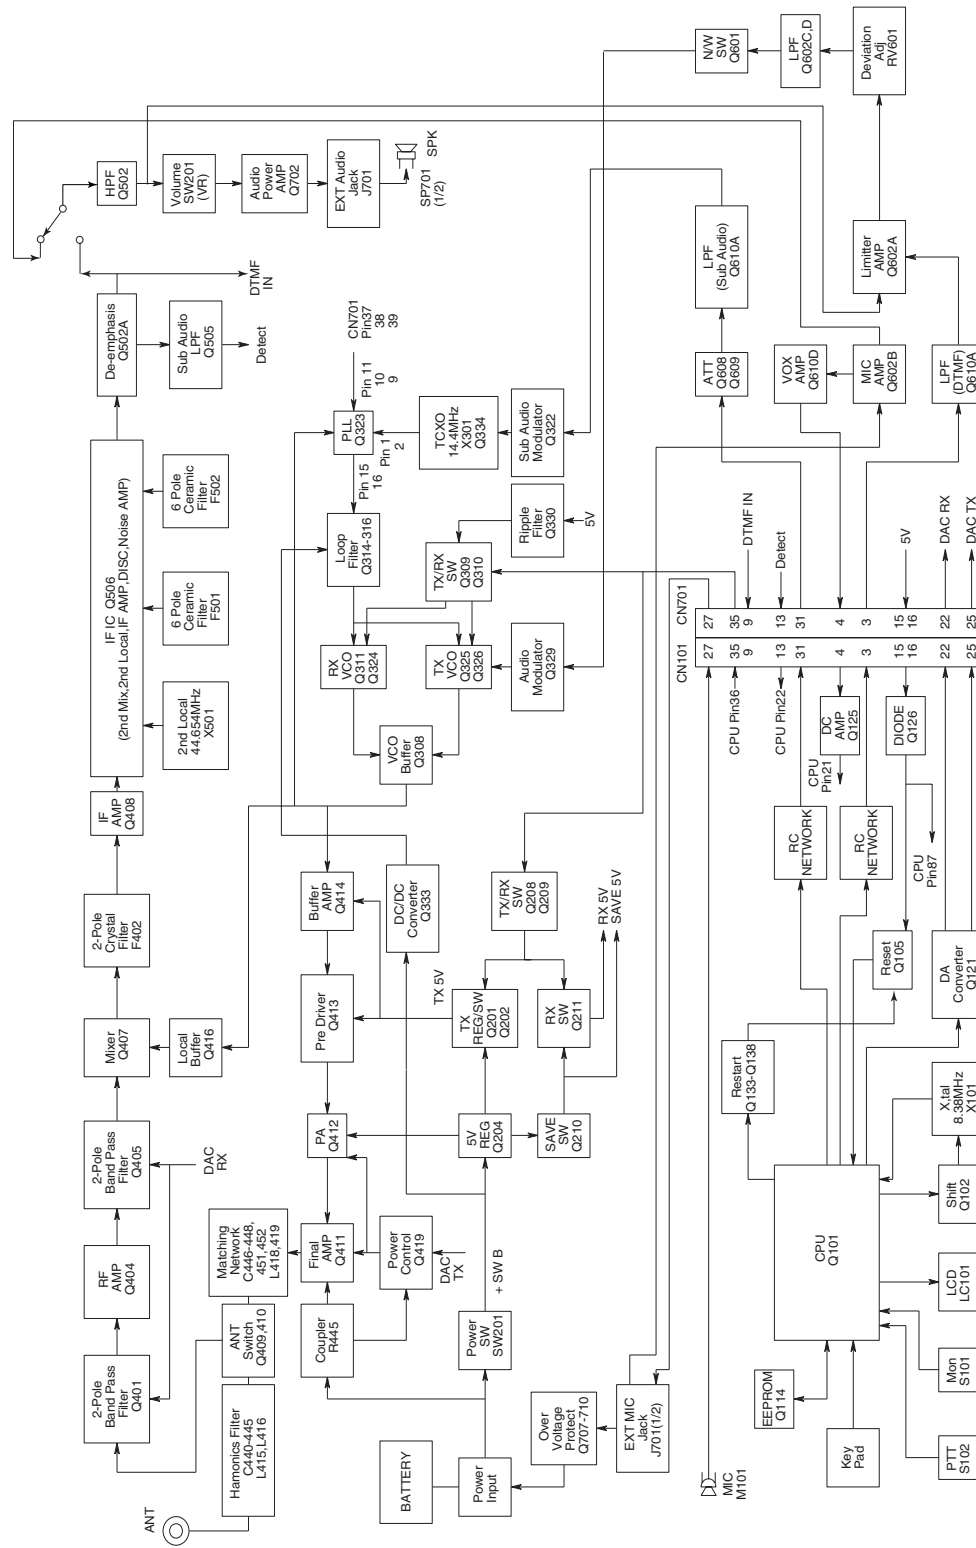 ANT
Hamonics Filter
C440-445
L415,L416
ANT
Switch
Q409,410
Matching
Network
C446-448,
451,452
L418,419
2-Pole
Band Pass
Filter
Q401
RF
AMP
Q404
2-Pole
Band Pass
Filter
Q405
DAC
RX
Mixer
Q407
Local
Buffer
Q416
2-Pole
Crystal
Filter
F402
IF
AMP
Q408
IF IC Q506
(2nd Mix,2nd Local,IF AMP,DISC,Noise AMP)
2nd Local
44.654MHz
X501
6 Pole
Ceramic
Filter
F501
6 Pole
Ceramic
Filter
F502
De-emphasis
Q502A
Sub Audio
LPF
Q505
Detect
DTMF
IN
HPF
Q502
Volume
SW201
(VR)
Audio
Power
AMP
Q702
EXT Audio
Jack
J701
SP701
(1/2)
SPK
BATTERY
Power
Input
Over
Voltage
Protect
Q707-710
EXT MIC
Jack
J701(1/2)
Power
SW
SW201
+ SW B
Coupler
R445
Final
AMP
Q411
Power
Control
Q419
DAC
TX
PA
Q412
Pre Driver
Q413
Buffer
AMP
Q414
DC/DC
Converter
Q333
TX 5V
5V
REG
Q204
TX
REG/SW
Q201
Q202
SAVE
SW
Q210
RX
SW
Q211
TX/RX
SW
Q208
Q209
RX 5V
SAVE 5V
VCO
Buffer
Q308
RX
VCO
Q311
Q324
TX
VCO
Q325
Q326
Audio
Modulator
Q329
Loop
Filter
Q314-316
TX/RX
SW
Q309
Q310
Ripple
Filter
Q330
5V
Pin 15
16
PLL
Q323
Pin 1
2
Pin 11
10
9
CN701
Pin37
38
39
TCXO
14.4MHz
X301
Q334
Sub Audio
Modulator
Q322
N/W
SW
Q601
LPF
Q602C,D
Deviation
Adj
RV601
LPF
(Sub Audio)
Q610A
ATT
Q608
Q609
Limitter
AMP
Q602A
VOX
AMP
Q610D
MIC
AMP
Q602B
LPF
(DTMF)
Q610A
MIC
M101
CN101
CN701
27
27
35
35
9
9
13
13
31
31
4
4
3
3
15
15
16
16
22
22
25
25
DTMF IN
Detect
5V
DAC RX
DAC TX
CPU Pin36
CPU Pin22
DC
AMP
Q125
CPU
Pin21
DIODE
Q126
CPU
Pin87
RC
NETWORK
RC
NETWORK
Reset
Q105
DA
Converter
Q121
Restart
Q133-Q138
X,tal
8.38MHz
X101
Shift
Q102
CPU
Q101
LCD
LC101
Mon
S101
EEPROM
Q114
Key
Pad
PTT
S102